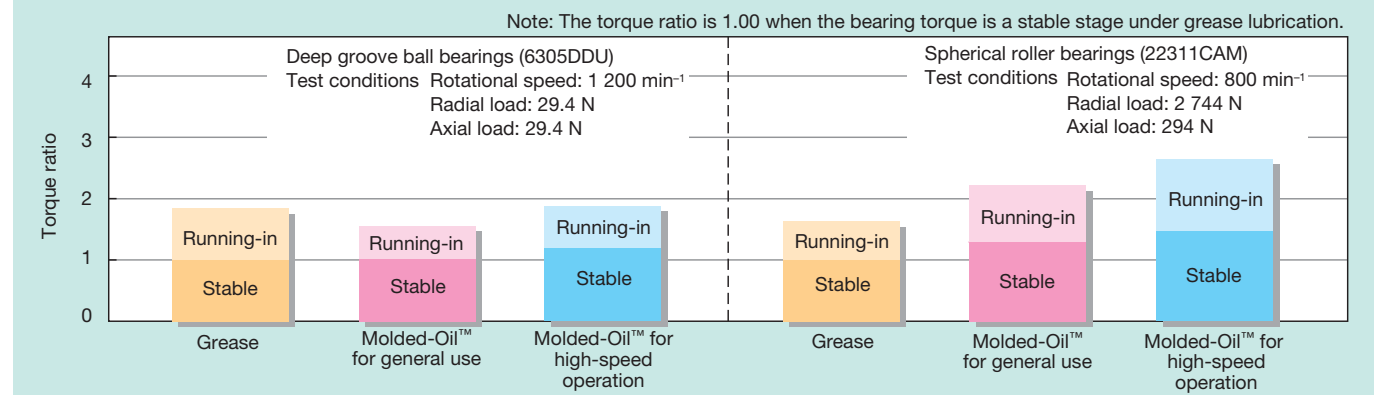 Note: The torque ratio is 1.00 when the bearing torque is a stable stage under grease lubrication.
Deep groove ball bearings (6305DDU)
Test conditions Rotational speed: 1 200 min⁻¹
Radial load: 29.4 N
Axial load: 29.4 N
Spherical roller bearings (22311CAM)
Test conditions Rotational speed: 800 min⁻¹
Radial load: 2 744 N
Axial load: 294 N
Torque ratio
4
3
2
1
0
Running-in
Stable
Running-in
Stable
Running-in
Stable
Running-in
Stable
Running-in
Stable
Running-in
Stable
Grease
Molded-Oil™
for general use
Molded-Oil™ for
high-speed
operation
Grease
Molded-Oil™
for general use
Molded-Oil™ for
high-speed
operation